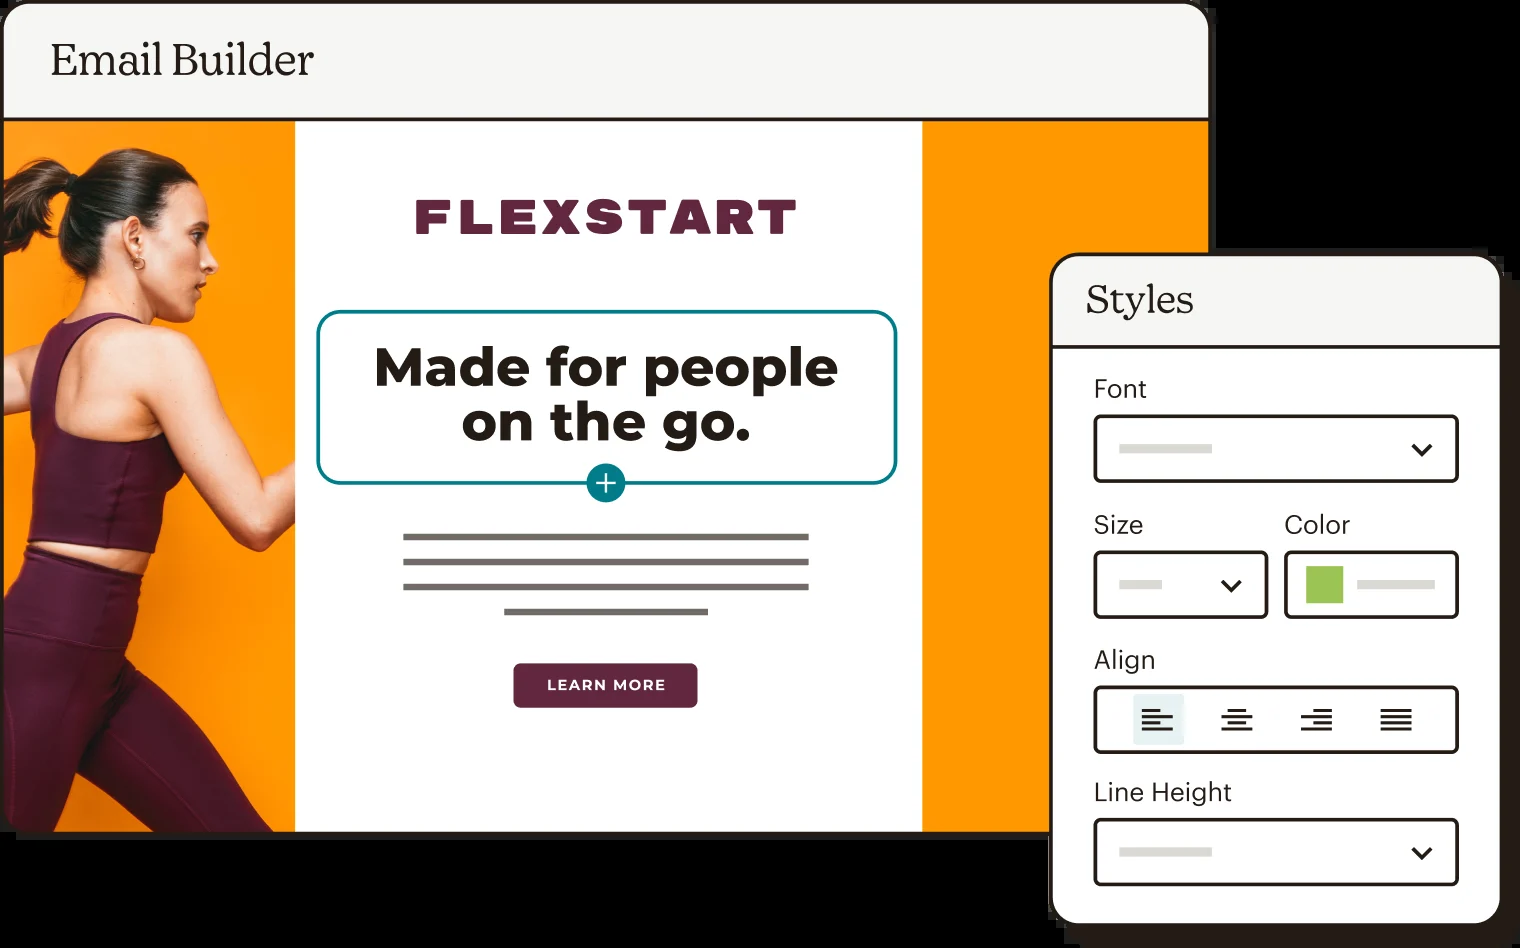 Email Builder
FLEXSTART
Made for people
on the go.
LEARN MORE
Styles
Font
Size
Color
Align
Line Height